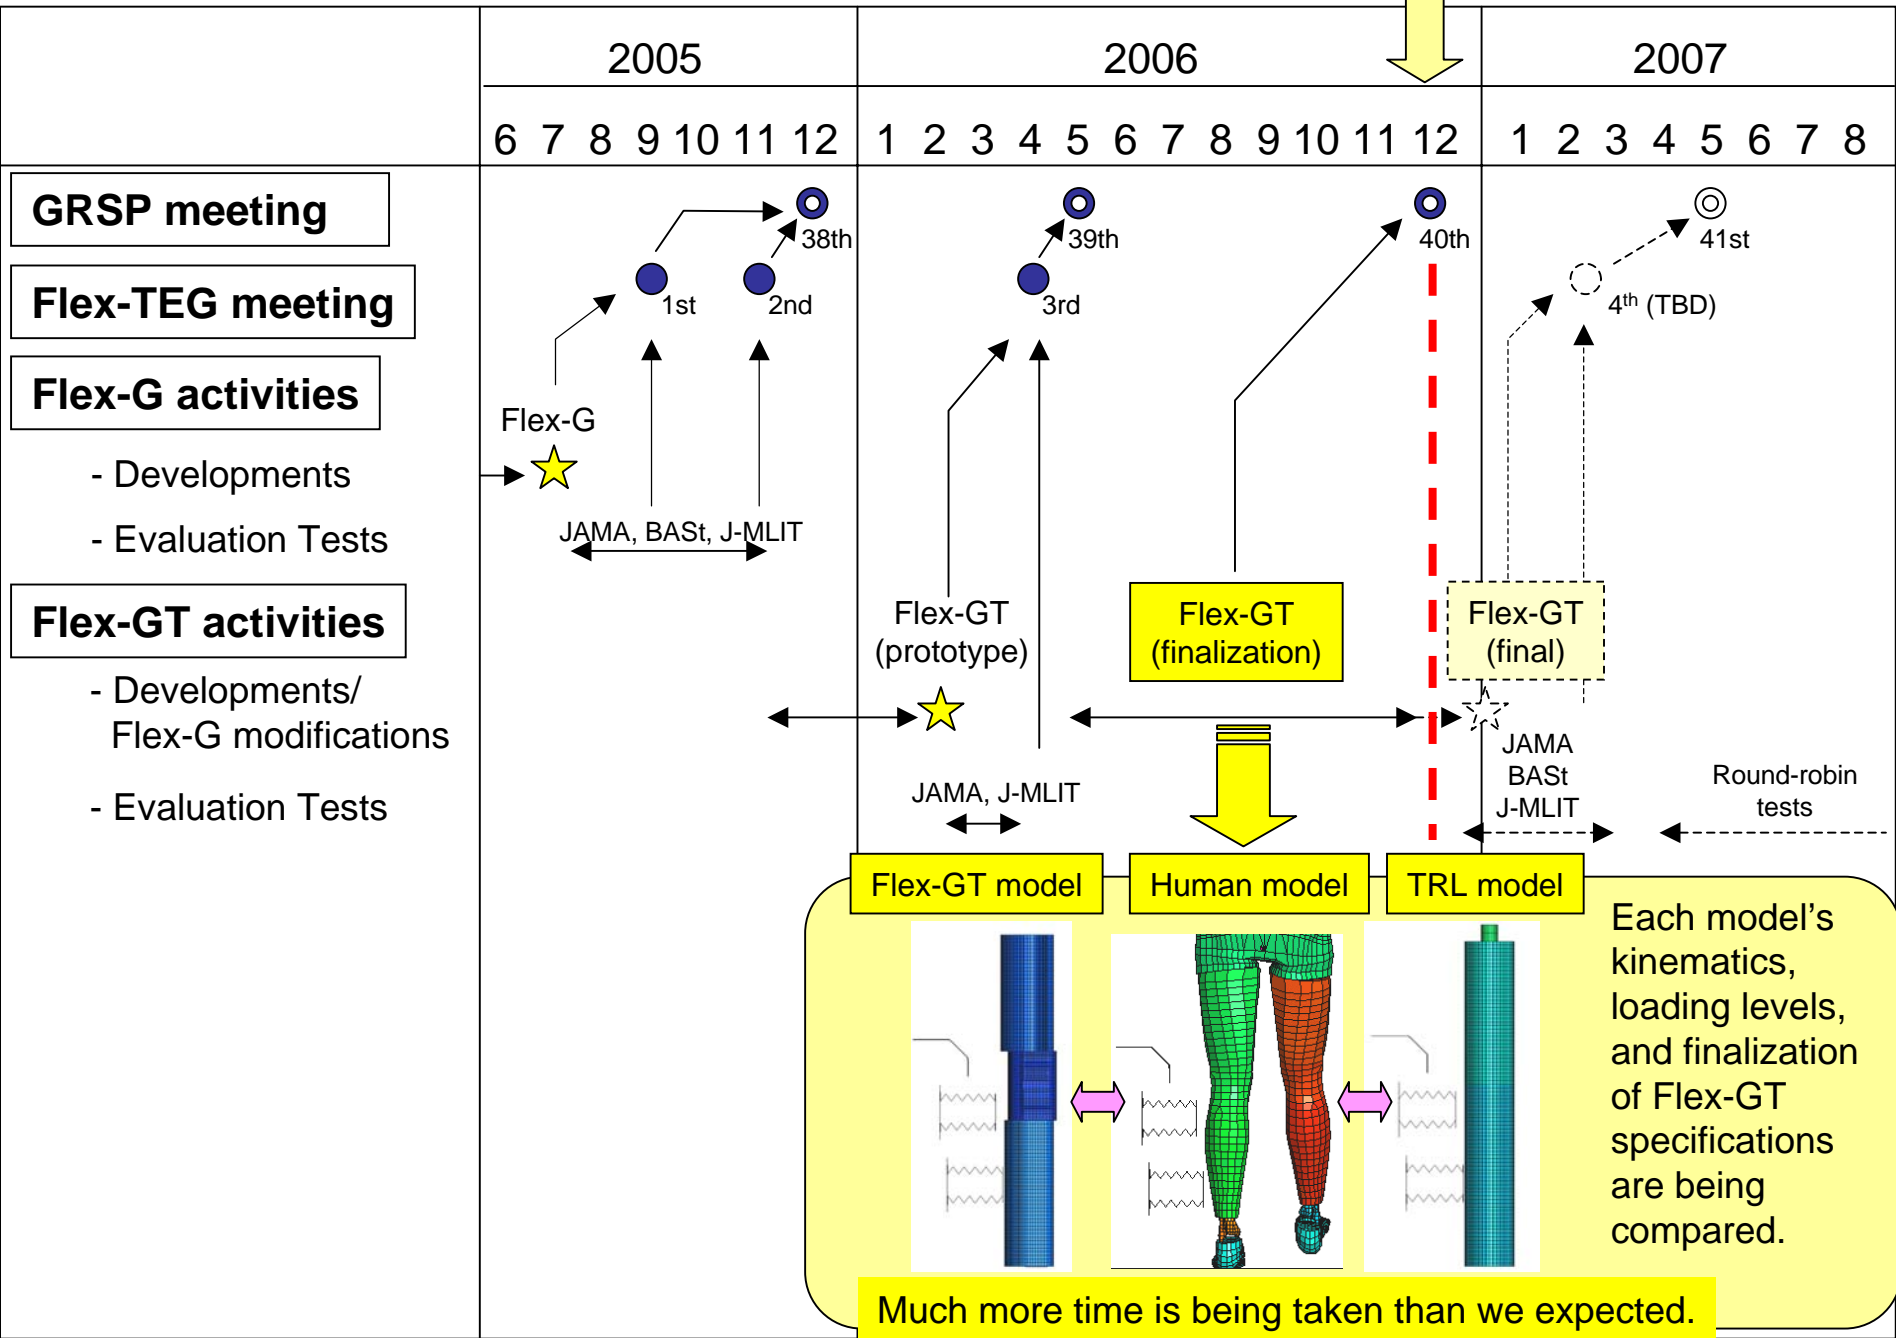 2005 2006 2007
6 7 8 9 10 11 12 1 2 3 4 5 6 7 8 9 10 11 12 1 2 3 4 5 6 7 8
GRSP meeting
38th 39th 40th 41st
Flex-TEG meeting
1st 2nd 3rd 4th (TBD)
Flex-G activities
Flex-G
- Developments
- Evaluation Tests
JAMA, BASt, J-MLIT
Flex-GT activities
Flex-GT
(prototype)
Flex-GT
(finalization)
Flex-GT
(final)
- Developments/
Flex-G modifications
- Evaluation Tests
JAMA, J-MLIT
JAMA
BASt
J-MLIT
Round-robin
tests
Flex-GT model
Human model
TRL model
Each model’s
kinematics,
loading levels,
and finalization
of Flex-GT
specifications
are being
compared.
Much more time is being taken than we expected.